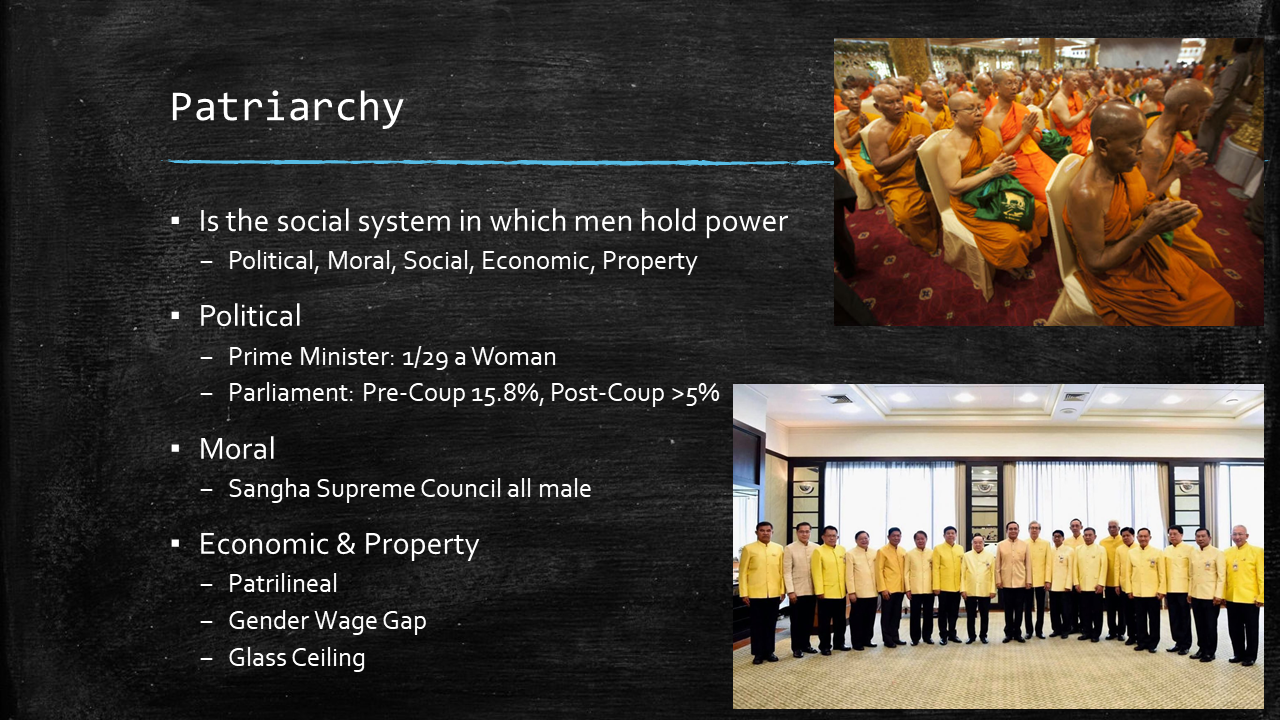 Patriarchy
▪ Is the social system in which men hold power
– Political, Moral, Social, Economic, Property
▪ Political
– Prime Minister: 1/29 a Woman
– Parliament: Pre-Coup 15.8%, Post-Coup >5%
▪ Moral
– Sangha Supreme Council all male
▪ Economic & Property
– Patrilineal
– Gender Wage Gap
– Glass Ceiling